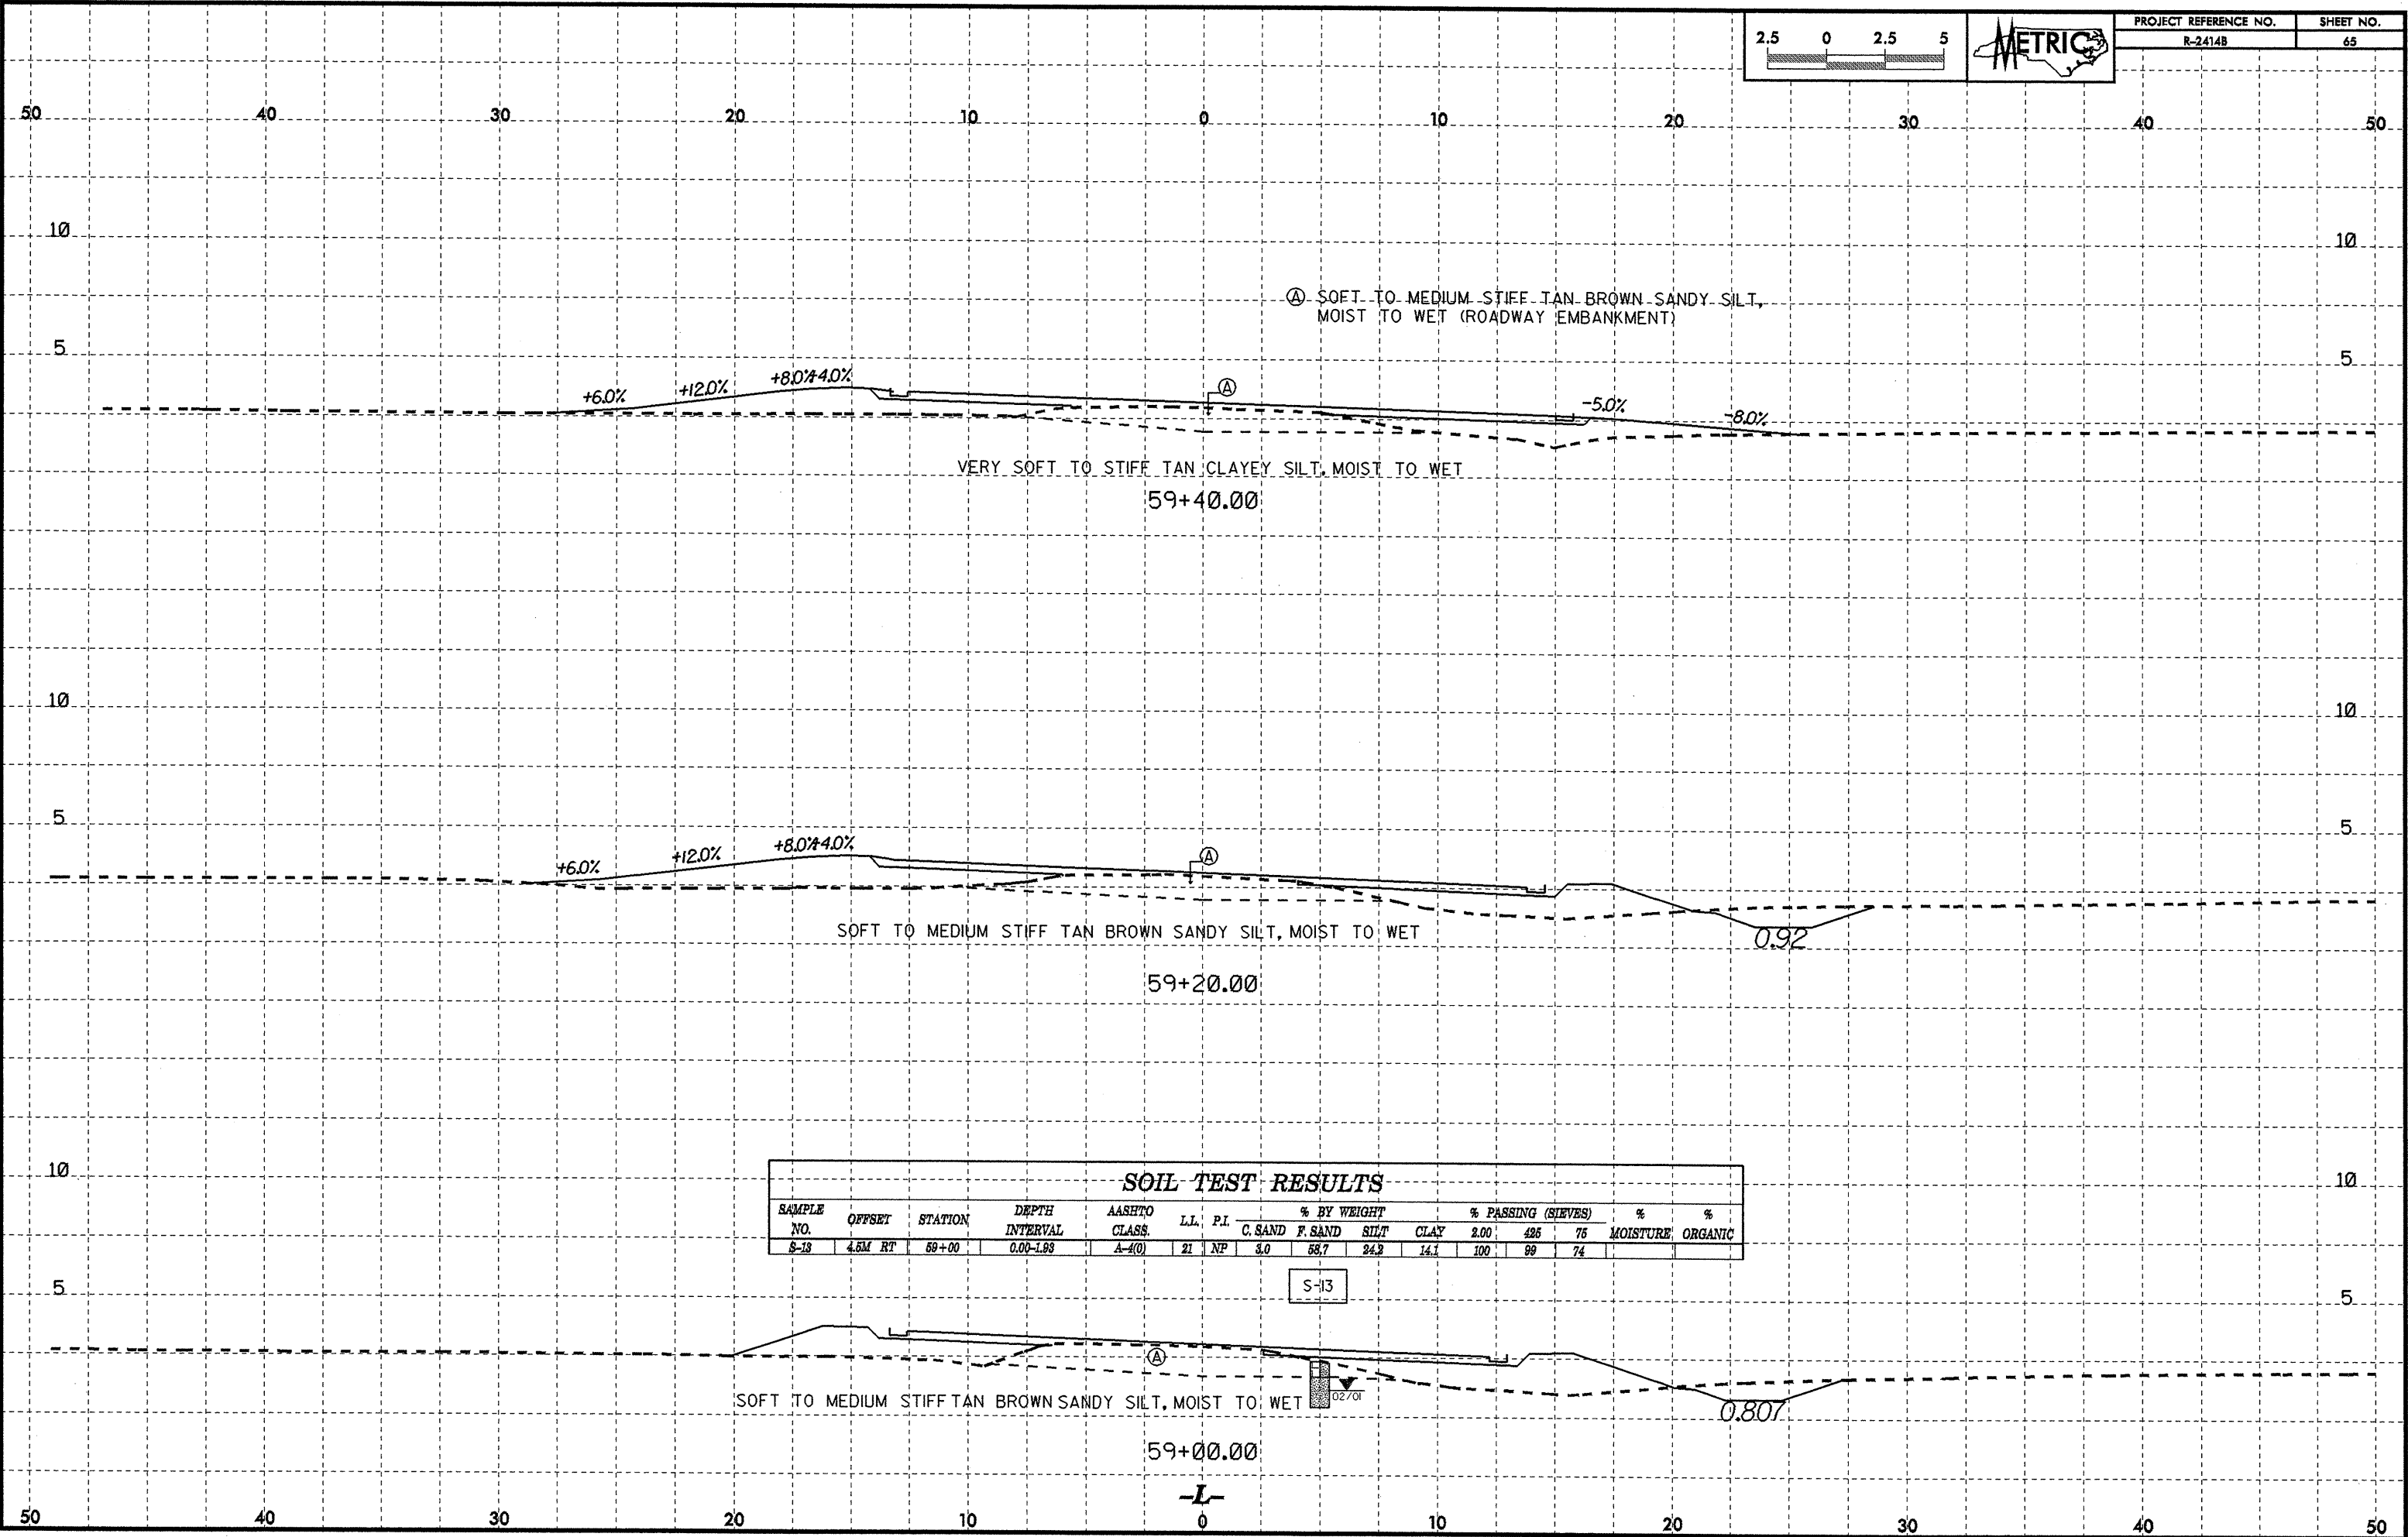 2.5 0 2.5 5
METRIC
PROJECT REFERENCE NO. SHEET NO.
R-2414B 65
50 40 30 20 10 0 10 20 30 40 50
10 10
Ⓐ SOFT TO MEDIUM STIFF TAN BROWN SANDY SILT,
MOIST TO WET (ROADWAY EMBANKMENT)
5 5
+6.0% +12.0% +8.0% +4.0% Ⓐ -5.0% -8.0%
VERY SOFT TO STIFF TAN CLAYEY SILT, MOIST TO WET
59+40.00
10 10
5 5
+6.0% +12.0% +8.0% +4.0% Ⓐ
SOFT TO MEDIUM STIFF TAN BROWN SANDY SILT, MOIST TO WET
0.92
59+20.00
10 10
SOIL TEST RESULTS
SAMPLE NO. OFFSET STATION DEPTH INTERVAL AASHTO CLASS. L.L. P.I. % BY WEIGHT C. SAND F. SAND SILT CLAY % PASSING (SIEVES) 2.00 425 75 % MOISTURE % ORGANIC
S-13 4.5M RT 59+00 0.00-1.93 A-4(0) 21 NP 3.0 58.7 24.2 14.1 100 99 74
S-13
5 5
Ⓐ
SOFT TO MEDIUM STIFF TAN BROWN SANDY SILT, MOIST TO WET
02/01
0.807
59+00.00
-L-
50 40 30 20 10 0 10 20 30 40 50